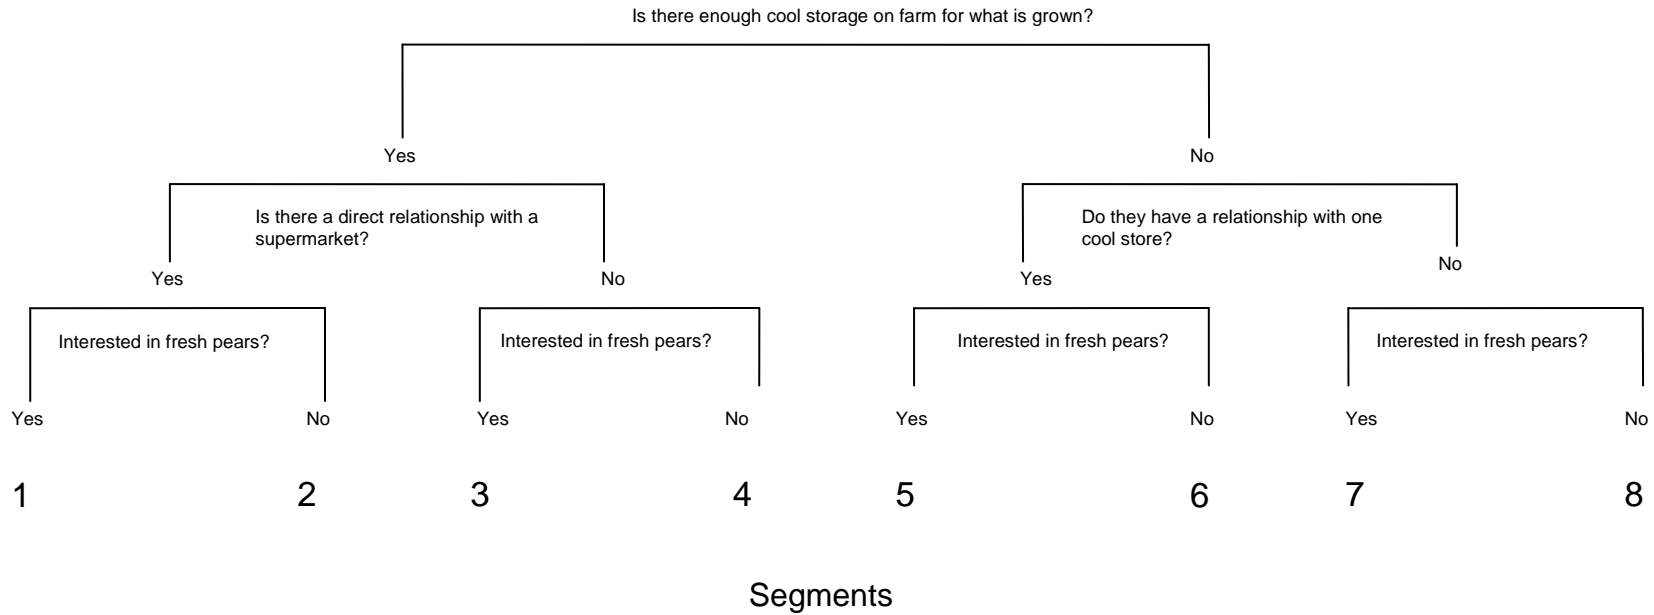 Is there enough cool storage on farm for what is grown?
Yes
No
Is there a direct relationship with a
supermarket?
Do they have a relationship with one
cool store?
Yes
No
Yes
No
Interested in fresh pears?
Interested in fresh pears?
Interested in fresh pears?
Interested in fresh pears?
Yes
No
Yes
No
Yes
No
Yes
No
1
2
3
4
5
6
7
8
Segments